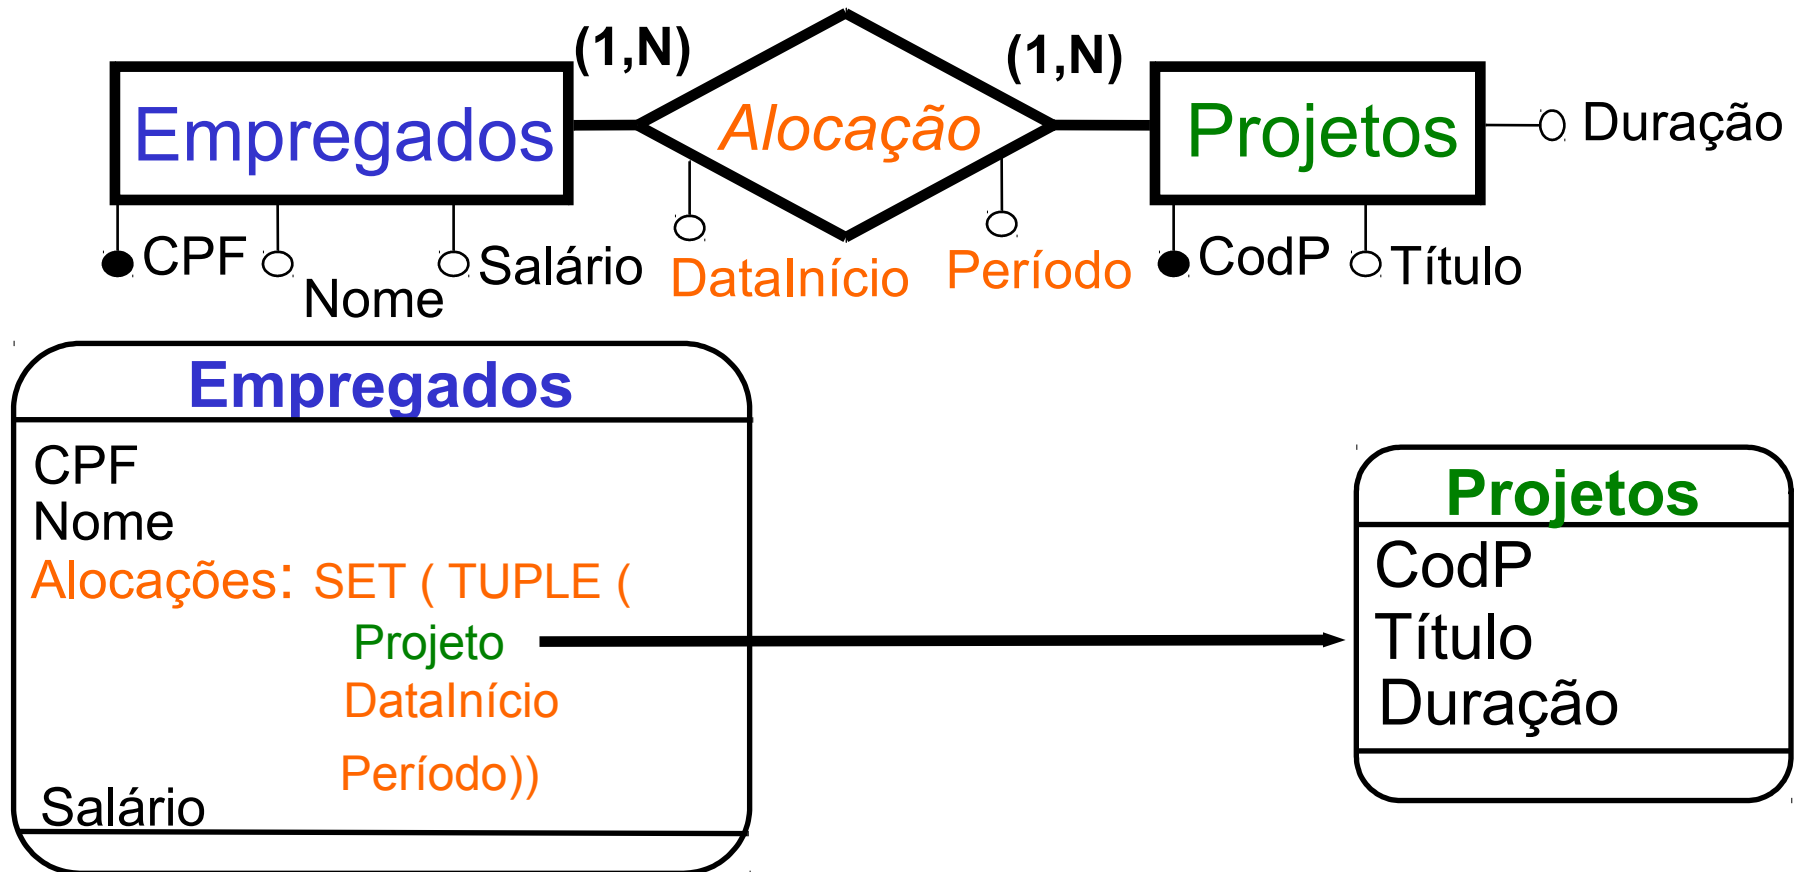 (1,N)
(1,N)
Empregados
Alocação
Projetos
Duração
CPF
Nome
Salário
DataInício
Período
CodP
Título
Empregados
CPF
Nome
Alocações: SET ( TUPLE (
Projeto
DataInício
Período))
Salário
Projetos
CodP
Título
Duração